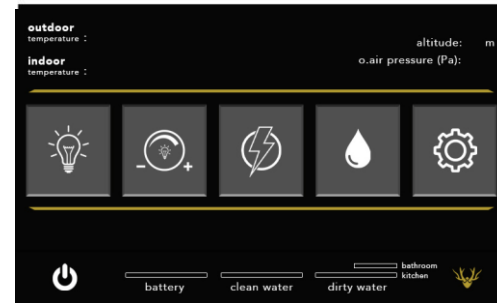 outdoor
temperature :
indoor
temperature :
altitude: m
o.air pressure (Pa):
- +
bathroom
kitchen
battery
clean water
dirty water